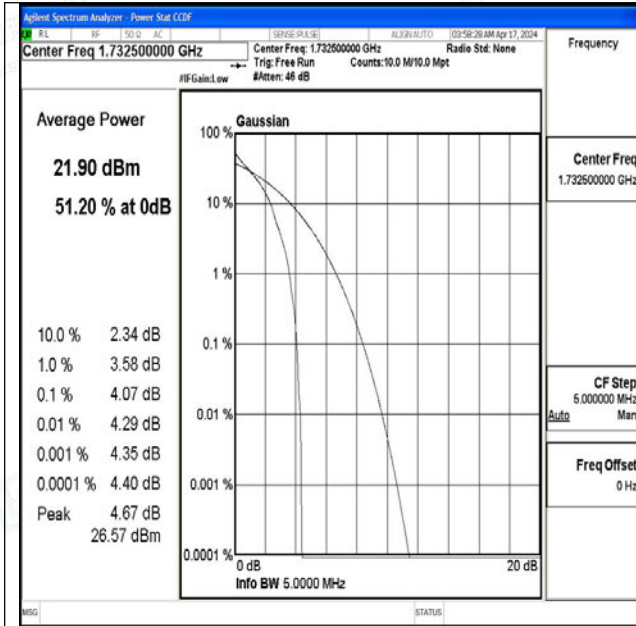 Agilent Spectrum Analyzer - Power Stat CCDF
RL RF 50 Ω AC SENSE:PULSE ALIGNAUTO 03:58:28 AM Apr 17, 2024
Center Freq 1.732500000 GHz
Center Freq: 1.732500000 GHz Radio Std: None
Trig: Free Run Counts:10.0 M/10.0 Mpt
#IFGain:Low #Atten: 46 dB
Frequency
Average Power
21.90 dBm
51.20 % at 0dB
10.0 % 2.34 dB
1.0 % 3.58 dB
0.1 % 4.07 dB
0.01 % 4.29 dB
0.001 % 4.35 dB
0.0001 % 4.40 dB
Peak 4.67 dB
26.57 dBm
Gaussian
100 %
10 %
1 %
0.1 %
0.01 %
0.001 %
0.0001 %
0 dB 20 dB
Info BW 5.0000 MHz
Center Freq
1.732500000 GHz
CF Step
5.000000 MHz
Auto Man
Freq Offset
0 Hz
MSG STATUS